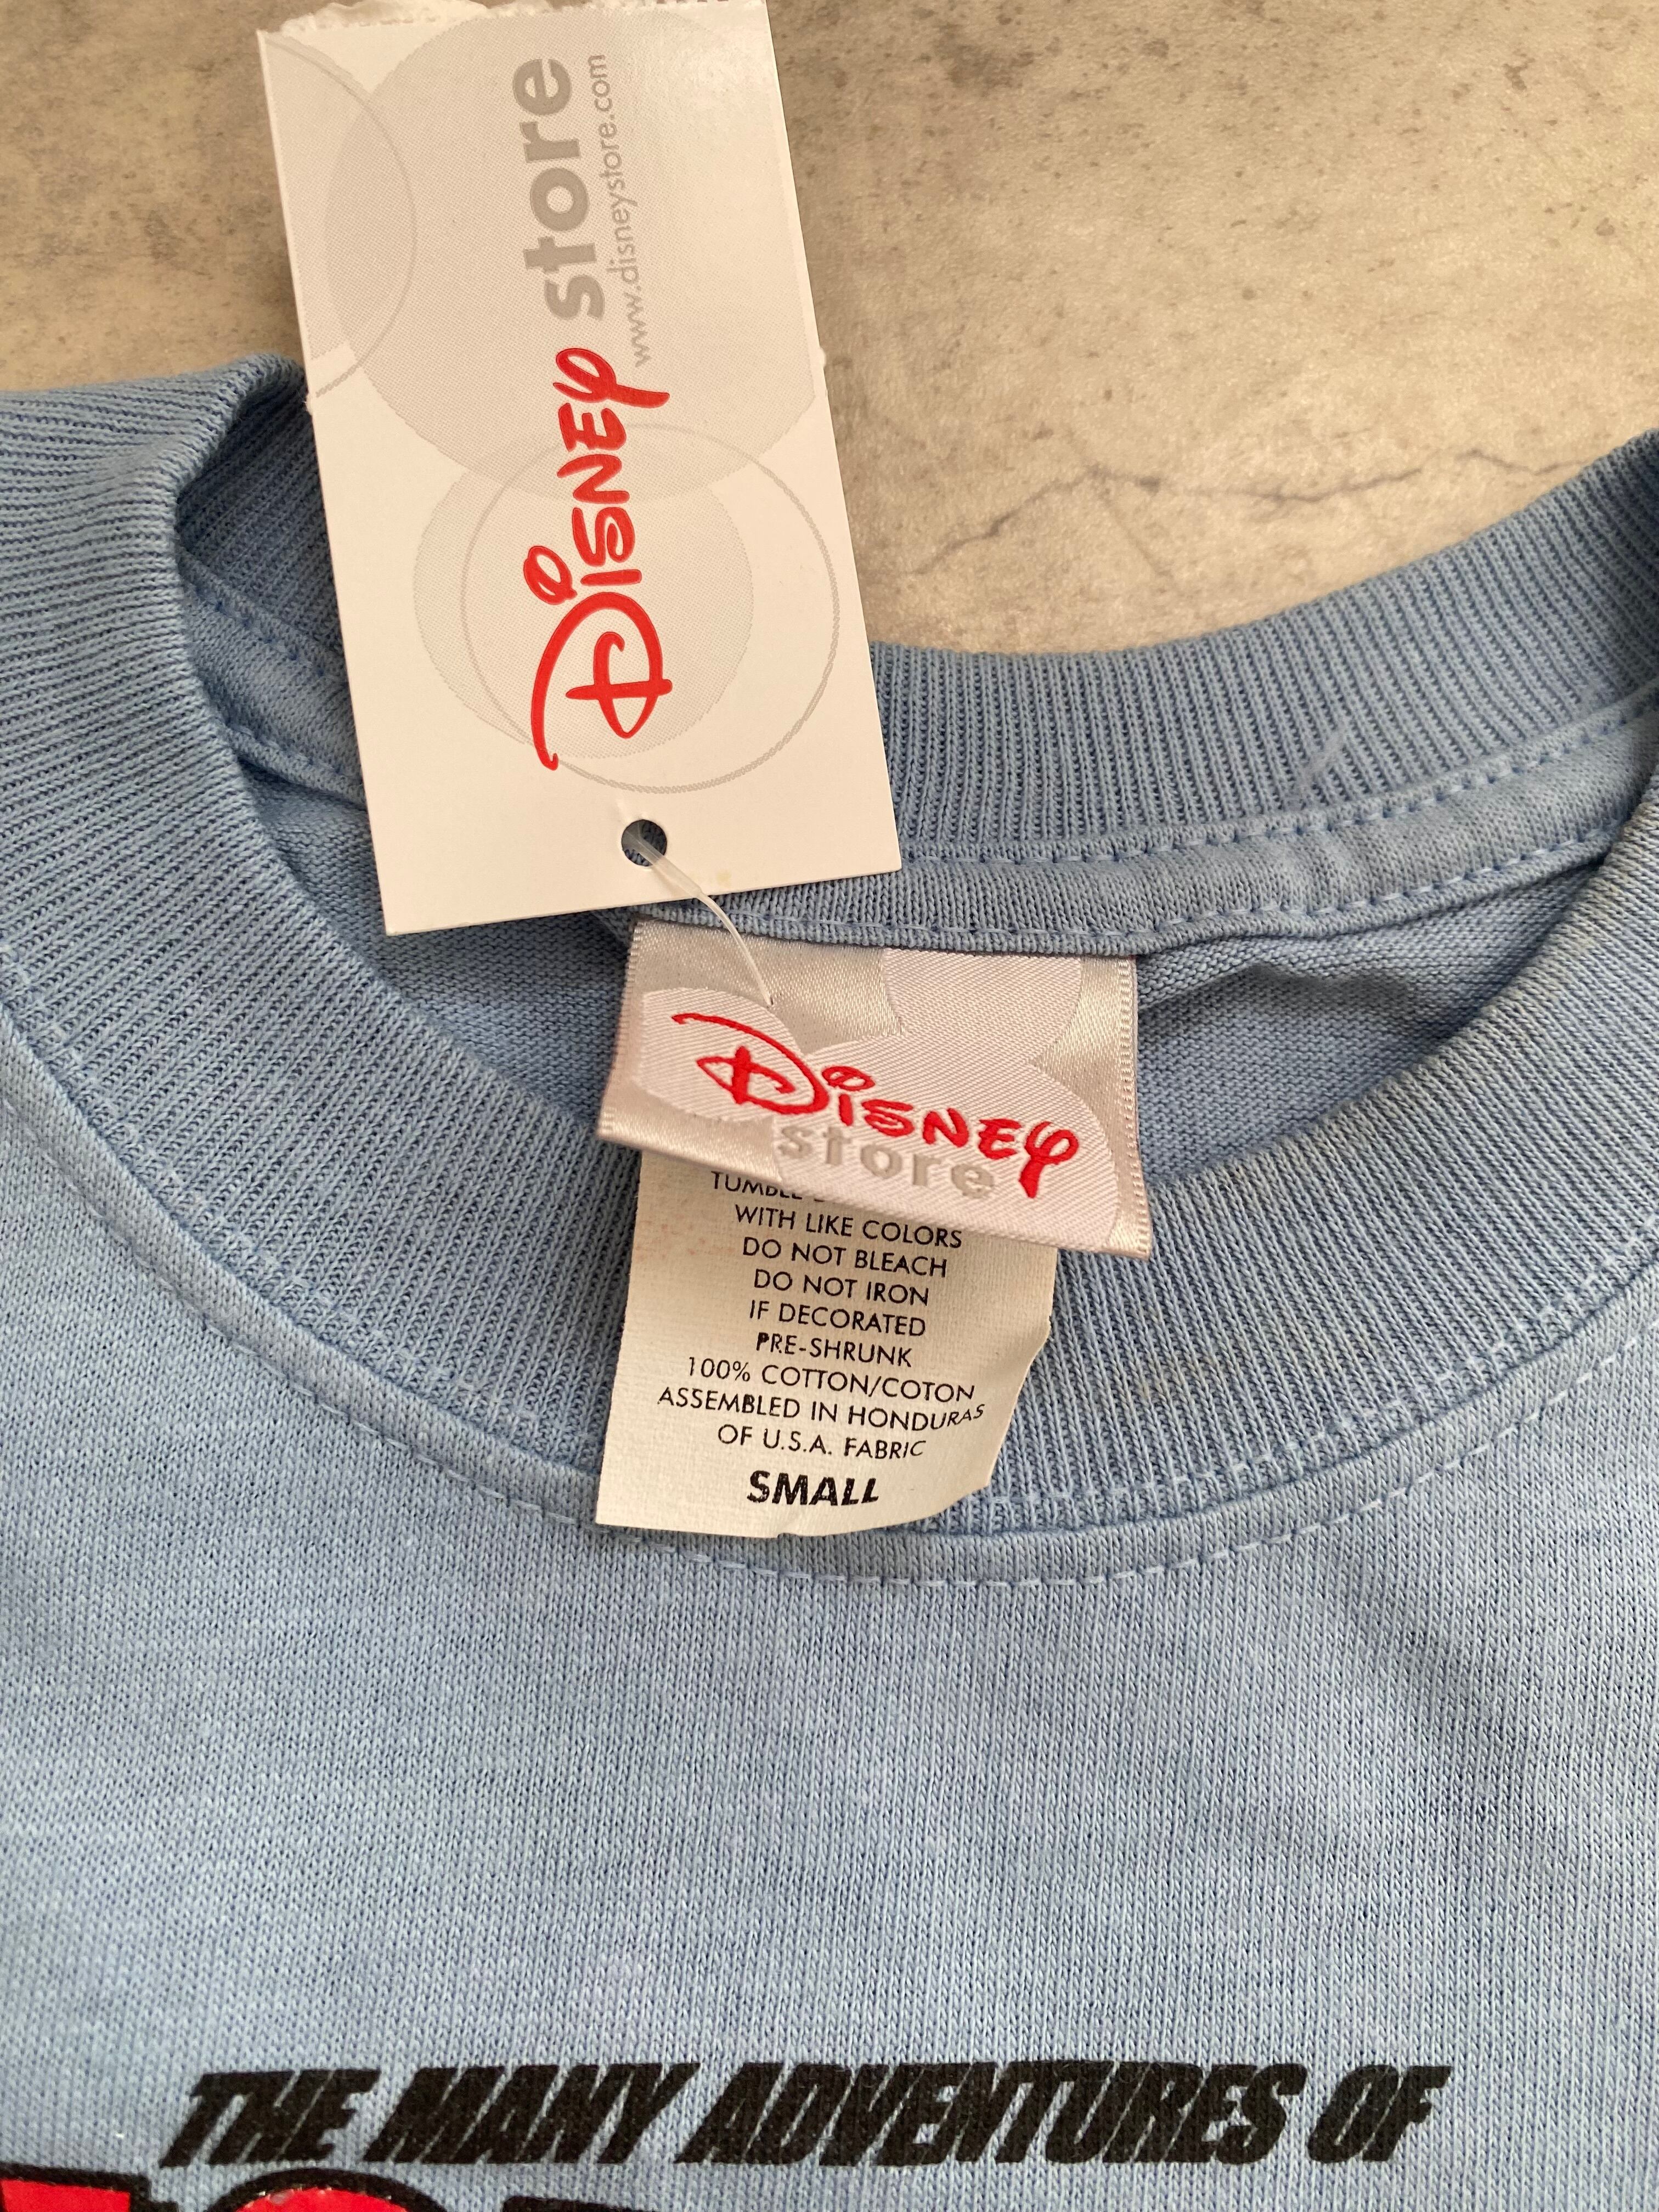 DISNEY store
www.disneystore.com
DISNEY
store
TUMBLE
WITH LIKE COLORS
DO NOT BLEACH
DO NOT IRON
IF DECORATED
PRE-SHRUNK
100% COTTON/COTON
ASSEMBLED IN HONDURAS
OF U.S.A. FABRIC
SMALL
THE MANY ADVENTURES OF